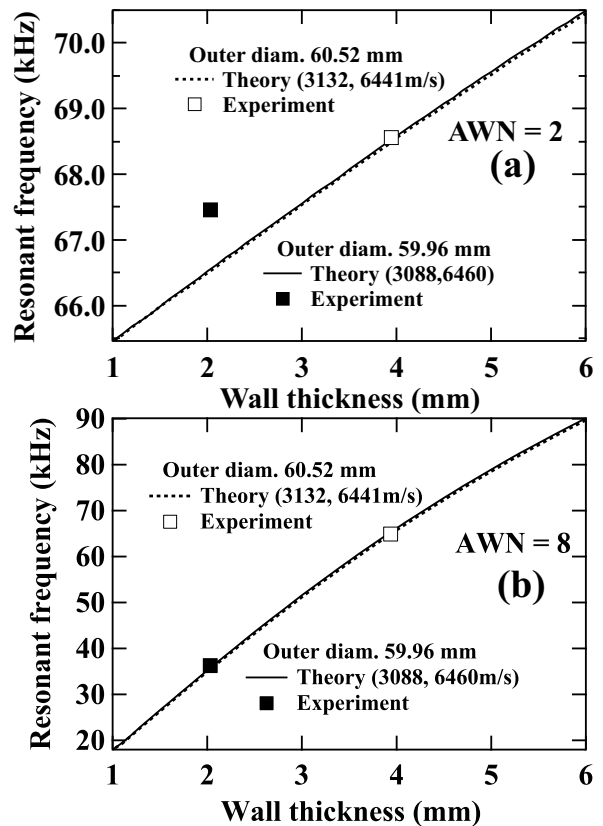 Resonant frequency (kHz)
70.0
69.0
68.0
67.0
66.0
Outer diam. 60.52 mm
Theory (3132, 6441m/s)
Experiment
AWN = 2
(a)
Outer diam. 59.96 mm
Theory (3088,6460)
Experiment
1 2 3 4 5 6
Wall thickness (mm)
Resonant frequency (kHz)
90
80
70
60
50
40
30
20
Outer diam. 60.52 mm
Theory (3132, 6441m/s)
Experiment
AWN = 8
(b)
Outer diam. 59.96 mm
Theory (3088, 6460m/s)
Experiment
1 2 3 4 5 6
Wall thickness (mm)